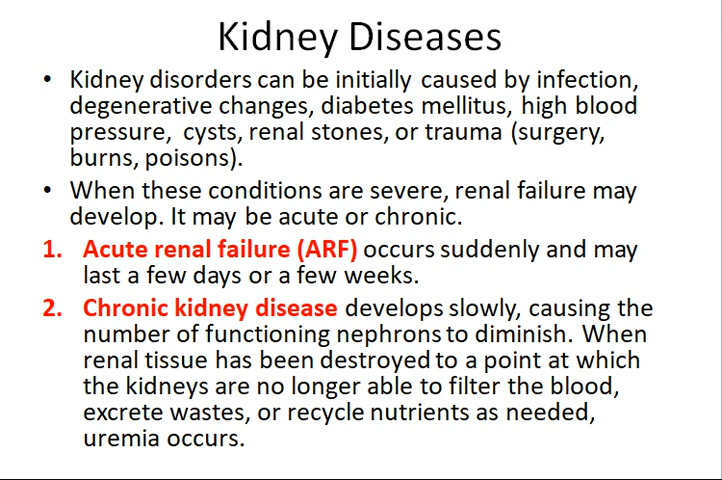 Kidney Diseases
• Kidney disorders can be initially caused by infection,
degenerative changes, diabetes mellitus, high blood
pressure, cysts, renal stones, or trauma (surgery,
burns, poisons).
• When these conditions are severe, renal failure may
develop. It may be acute or chronic.
1. Acute renal failure (ARF) occurs suddenly and may
last a few days or a few weeks.
2. Chronic kidney disease develops slowly, causing the
number of functioning nephrons to diminish. When
renal tissue has been destroyed to a point at which
the kidneys are no longer able to filter the blood,
excrete wastes, or recycle nutrients as needed,
uremia occurs.